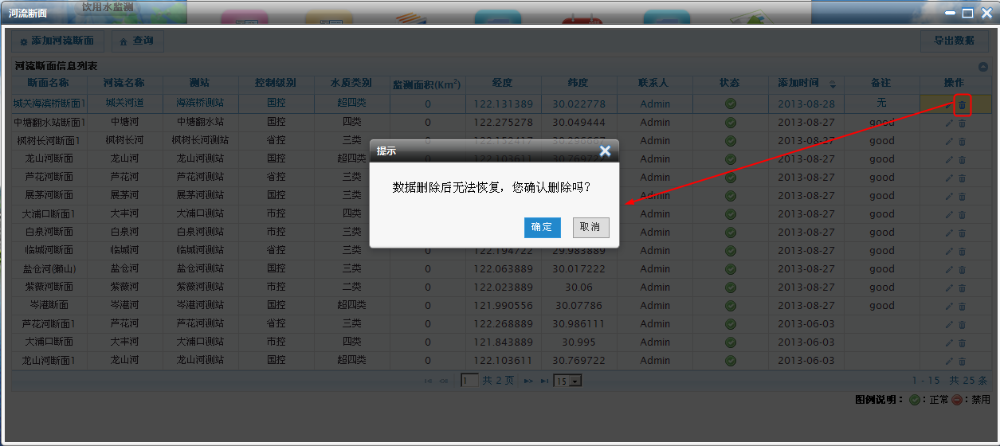 饮用水监测
河流断面
添加河流断面 查询 导出数据
河流断面信息列表
断面名称 河流名称 测站 控制级别 水质类别 监测面积(Km²) 经度 纬度 联系人 状态 添加时间 备注 操作
城关海滨桥断面1 城关河道 海滨桥测站 国控 超四类 0 122.131389 30.022778 Admin 2013-08-28 无
中塘翻水站断面1 中塘河 中塘翻水站 国控 四类 0 122.275278 30.049444 Admin 2013-08-27 good
枫树长河断面1 枫树长河 枫树长河测站 省控 三类 122.152417 30.296667 Admin 2013-08-27 good
龙山河断面 龙山河 龙山河测站 国控 超四类 122.103611 30.769722 Admin 2013-08-27 good
芦花河断面 芦花河 芦花河测站 省控 三类 Admin 2013-08-27 good
展茅河断面 展茅河 展茅河测站 国控 三类 Admin 2013-08-27 good
大浦口断面1 大丰河 大浦口测站 市控 四类 Admin 2013-08-27 good
白泉河断面 白泉河 白泉河测站 市控 三类 Admin 2013-08-27 good
临城河断面 临城河 临城河测站 省控 三类 122.194722 29.983889 Admin 2013-08-27 good
盐仓河(獭山) 盐仓河 盐仓河测站 国控 三类 0 122.063889 30.017222 Admin 2013-08-27 good
紫薇河断面 紫薇河 紫薇河测站 市控 二类 0 122.023889 30.06 Admin 2013-08-27 good
岑港断面 岑港河 岑港河测站 国控 超四类 0 121.990556 30.07786 Admin 2013-08-27 good
芦花河断面1 芦花河 芦花河测站 省控 三类 0 122.268889 30.986111 Admin 2013-06-03
大浦口断面 大丰河 大浦口测站 市控 四类 0 121.843889 30.995 Admin 2013-06-03
龙山河断面1 龙山河 龙山河测站 国控 超四类 0 122.103611 30.769722 Admin 2013-06-03
提示
数据删除后无法恢复，您确认删除吗？
确定 取消
1 共 2 页 15 1 - 15 共 25 条
图例说明： ：正常 ：禁用